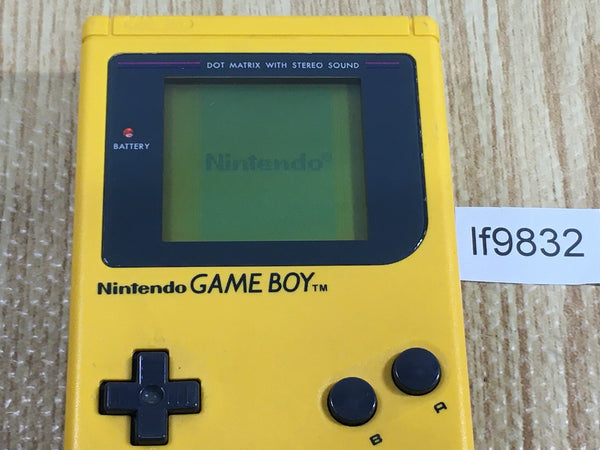 DOT MATRIX WITH STEREO SOUND
BATTERY
Nintendo®
lf9832
Nintendo GAME BOY™
B A